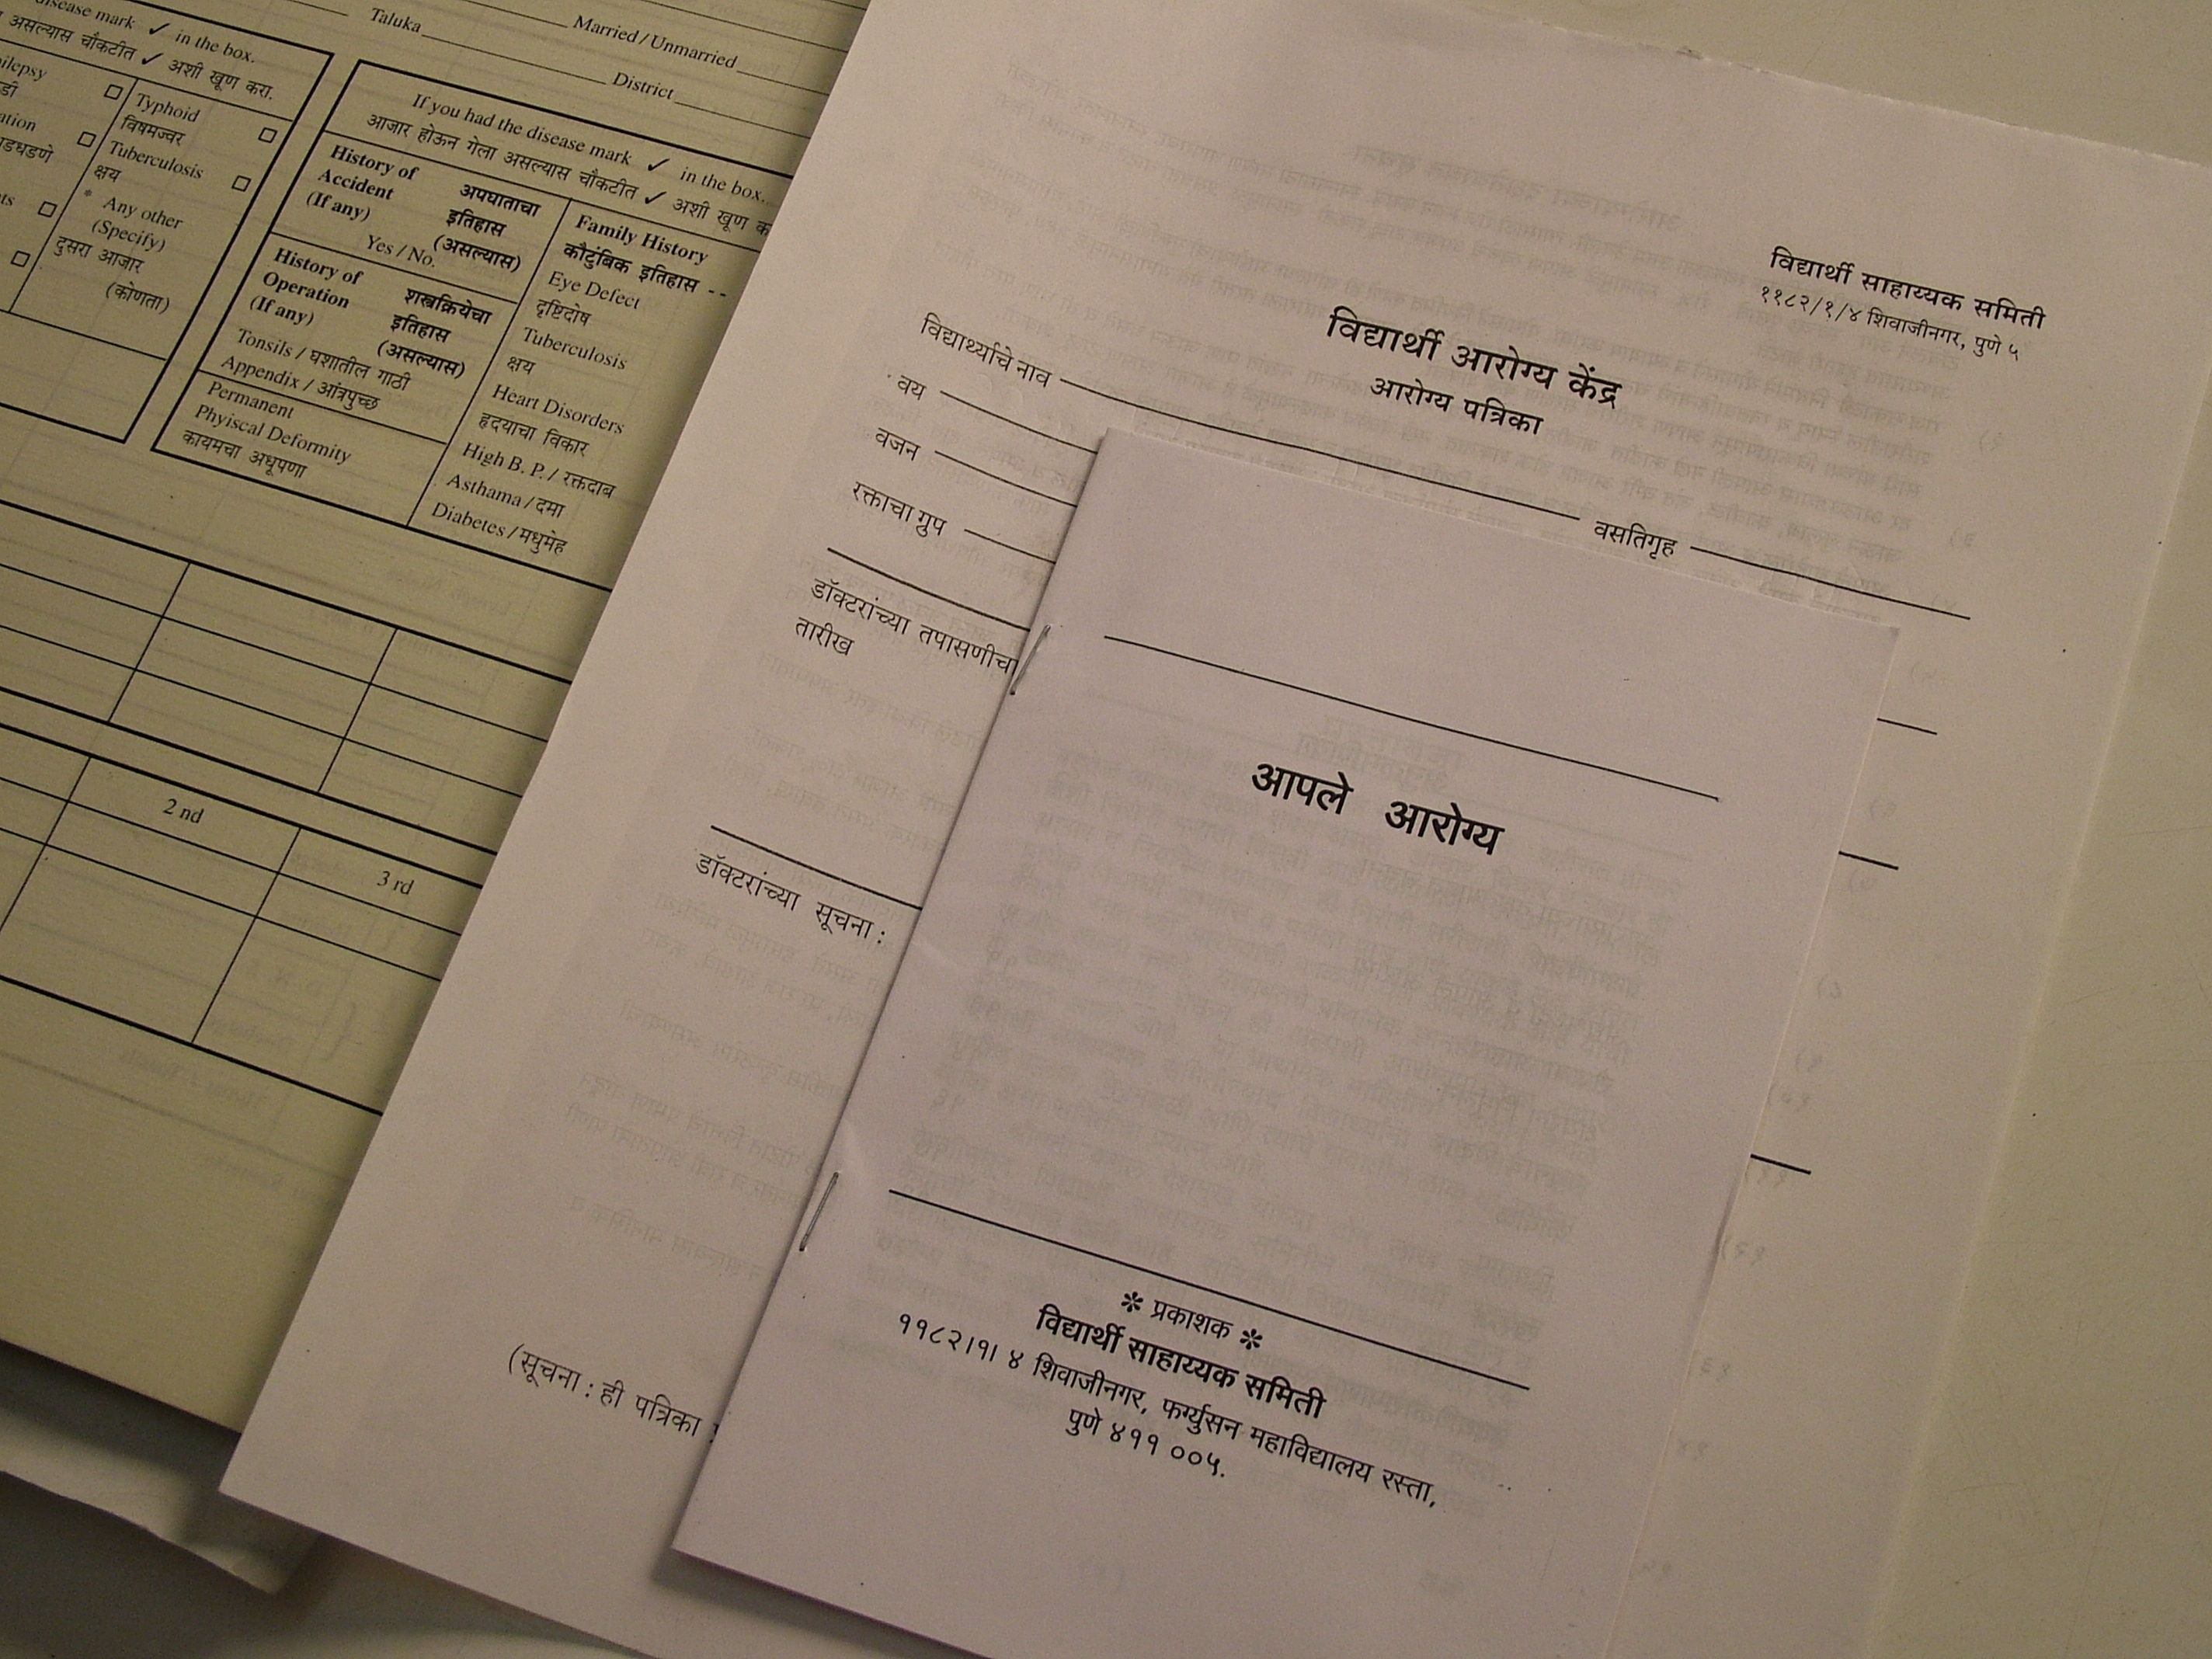 disease mark ✓ in the box.
असल्यास चौकटीत ✓ अशी खूण करा.
Typhoid
विषमज्वर
Tuberculosis
क्षय
* Any other
(Specify)
दुसरा आजार
(कोणता)
Taluka
Married / Unmarried
District
If you had the disease mark ✓ in the box.
आजार होऊन गेला असल्यास चौकटीत ✓ अशी खूण
History of
Accident
(If any)
अपघाताचा
इतिहास
(असल्यास)
Yes / No.
History of
Operation
(If any)
शस्त्रक्रियेचा
इतिहास
(असल्यास)
Tonsils / घशातील गाठी
Appendix / आंत्रपुच्छ
Permanent
Phyiscal Deformity
कायमचा अधूपणा
Family History
कौटुंबिक इतिहास - -
Eye Defect
दृष्टिदोष
Tuberculosis
क्षय
Heart Disorders
हृदयाचा विकार
High B. P. / रक्तदाब
Asthama / दमा
Diabetes / मधुमेह
2 nd
3 rd
विद्यार्थी साहाय्यक समिती
११८२/१/४ शिवाजीनगर, पुणे ५
विद्यार्थी आरोग्य केंद्र
आरोग्य पत्रिका
विद्यार्थ्याचे नाव
वसतिगृह
वय
वजन
रक्ताचा ग्रुप
डॉक्टरांच्या तपासणीचा
तारीख
डॉक्टरांच्या सूचना :
(सूचना : ही पत्रिका
आपले आरोग्य
✻ प्रकाशक ✻
विद्यार्थी साहाय्यक समिती
११८२।१। ४ शिवाजीनगर, फर्ग्युसन महाविद्यालय रस्ता,
पुणे ४११ ००५.